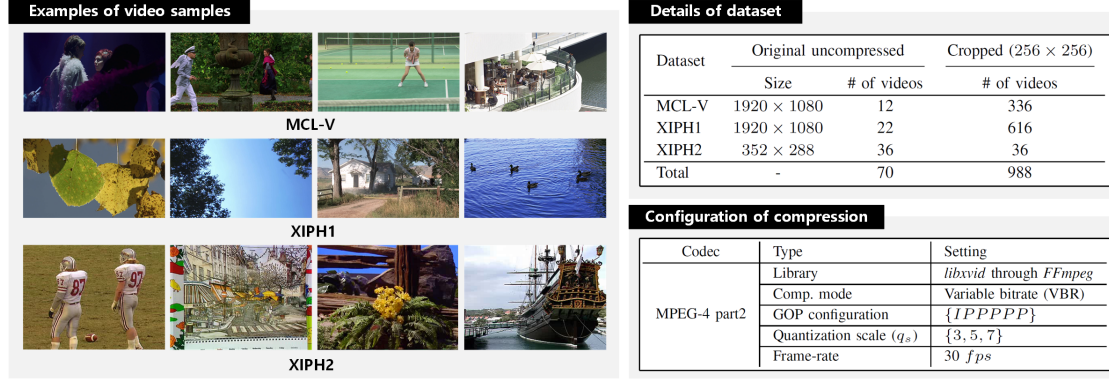 Examples of video samples
MCL-V
XIPH1
87
97
XIPH2
Details of dataset
Dataset Original uncompressed Cropped (256 × 256)
Size # of videos # of videos
MCL-V 1920 × 1080 12 336
XIPH1 1920 × 1080 22 616
XIPH2 352 × 288 36 36
Total - 70 988
Configuration of compression
Codec Type Setting
Library libxvid through FFmpeg
Comp. mode Variable bitrate (VBR)
MPEG-4 part2 GOP configuration {IPPPPP}
Quantization scale (qs) {3, 5, 7}
Frame-rate 30 fps